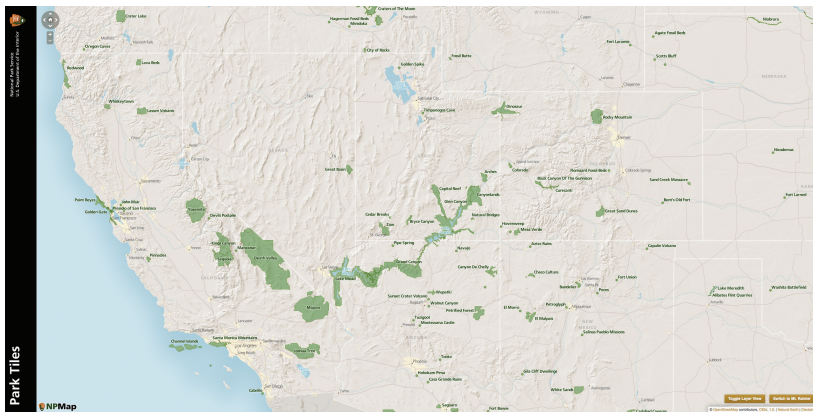 National Park Service
U.S. Department of the Interior
Park Tiles
Crater Lake
Craters Of The Moon
Hagerman Fossil Beds
Minidoka
Niobrara
Oregon Caves
Agate Fossil Beds
Fort Laramie
City of Rocks
Lava Beds
Fossil Butte
Scotts Bluff
Redwood
Golden Spike
Whiskeytown
Lassen Volcanic
Timpanogos Cave
Dinosaur
Rocky Mountain
Denver
Great Basin
Arches
Colorado
Florissant Fossil Beds
Nicodemus
Black Canyon Of The Gunnison
Curecanti
Sand Creek Massacre
Capitol Reef
Canyonlands
Glen Canyon
Bent's Old Fort
Fort Larned
Point Reyes
John Muir
Presidio of San Francisco
Golden Gate
Yosemite
Devils Postpile
Cedar Breaks
Zion
Bryce Canyon
Natural Bridges
Hovenweep
Mesa Verde
Great Sand Dunes
Kings Canyon
Manzanar
Sequoia
Death Valley
Pinnacles
Pipe Spring
Navajo
Aztec Ruins
Capulin Volcano
Grand Canyon
Lake Mead
Canyon De Chelly
Chaco Culture
Bandelier
Pecos
Fort Union
Lake Meredith
Alibates Flint Quarries
Washita Battlefield
Wupatki
Sunset Crater Volcano
Walnut Canyon
Petrified Forest
El Morro
El Malpais
Petroglyph
Mojave
Tuzigoot
Montezuma Castle
Salinas Pueblo Missions
Channel Islands
Santa Monica Mountains
Joshua Tree
Tonto
Hohokam Pima
Casa Grande Ruins
Gila Cliff Dwellings
White Sands
Cabrillo
Saguaro
Fort Bowie
Carlsbad Caverns
NPMap
Toggle Layer View
Switch to Mt. Rainier